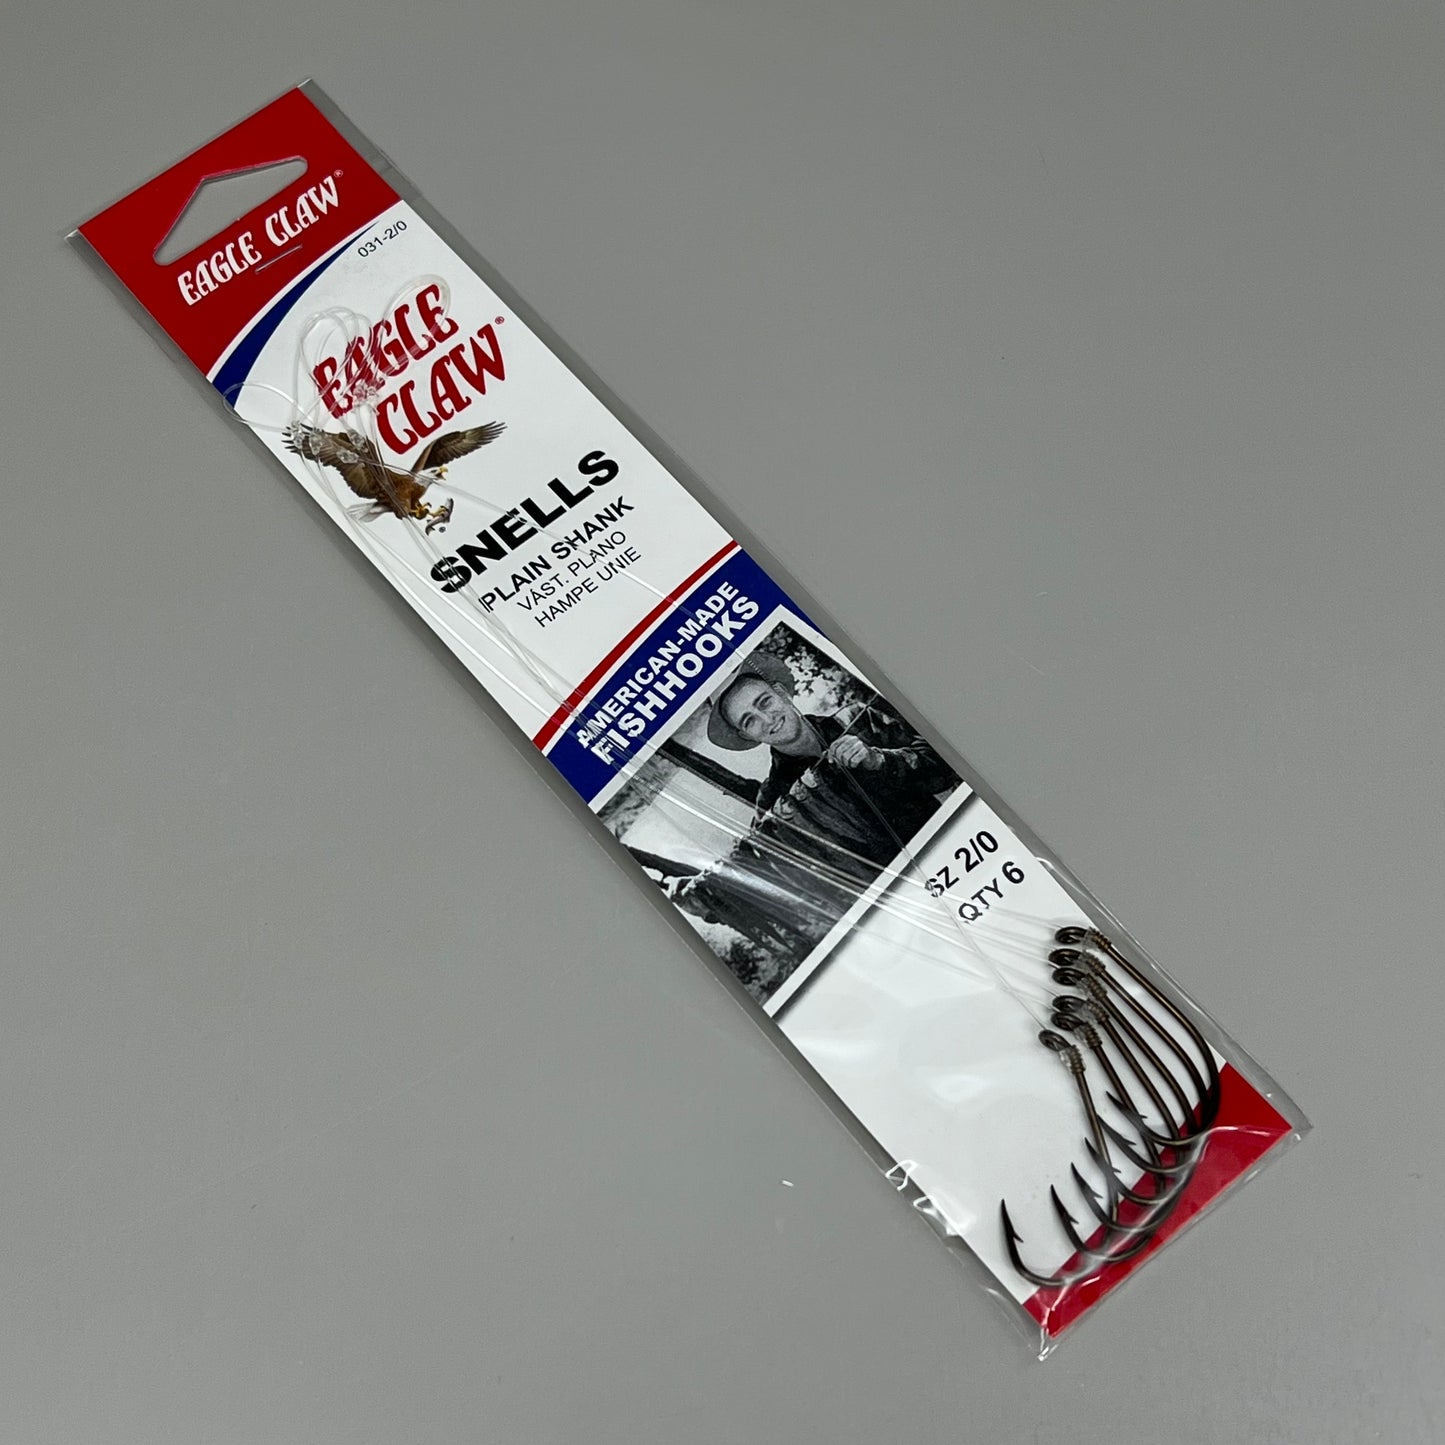 EAGLE CLAW®
031-2/0
EAGLE
CLAW®
SNELLS
PLAIN SHANK
VÁST. PLANO
HAMPE UNIE
AMERICAN-MADE
FISHHOOKS
SZ 2/0
QTY 6